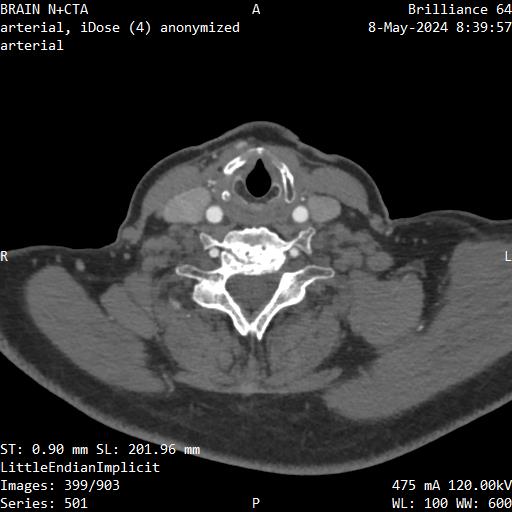 BRAIN N+CTA
arterial, iDose (4) anonymized
arterial
A
Brilliance 64
8-May-2024 8:39:57
R
L
ST: 0.90 mm SL: 201.96 mm
LittleEndianImplicit
Images: 399/903
Series: 501
P
475 mA 120.00kV
WL: 100 WW: 600